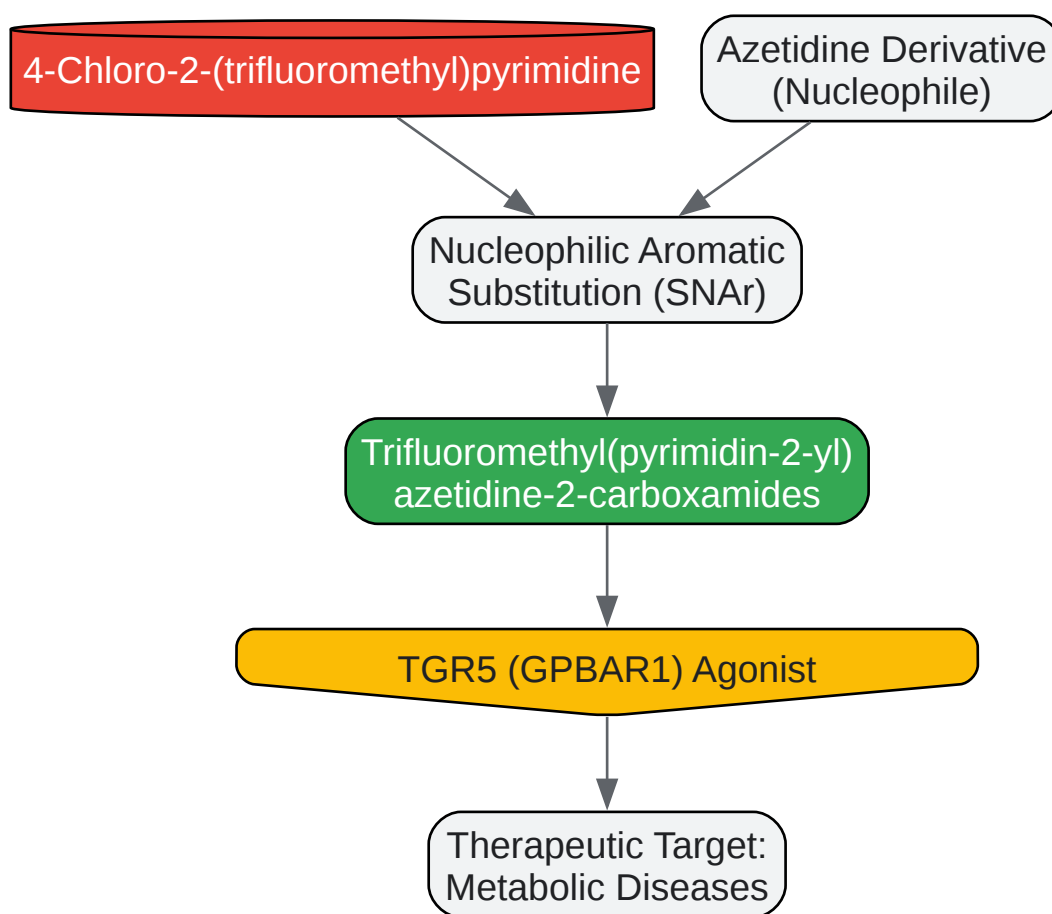 4-Chloro-2-(trifluoromethyl)pyrimidine
Azetidine Derivative
(Nucleophile)
Nucleophilic Aromatic
Substitution (SNAr)
Trifluoromethyl(pyrimidin-2-yl)
azetidine-2-carboxamides
TGR5 (GPBAR1) Agonist
Therapeutic Target:
Metabolic Diseases